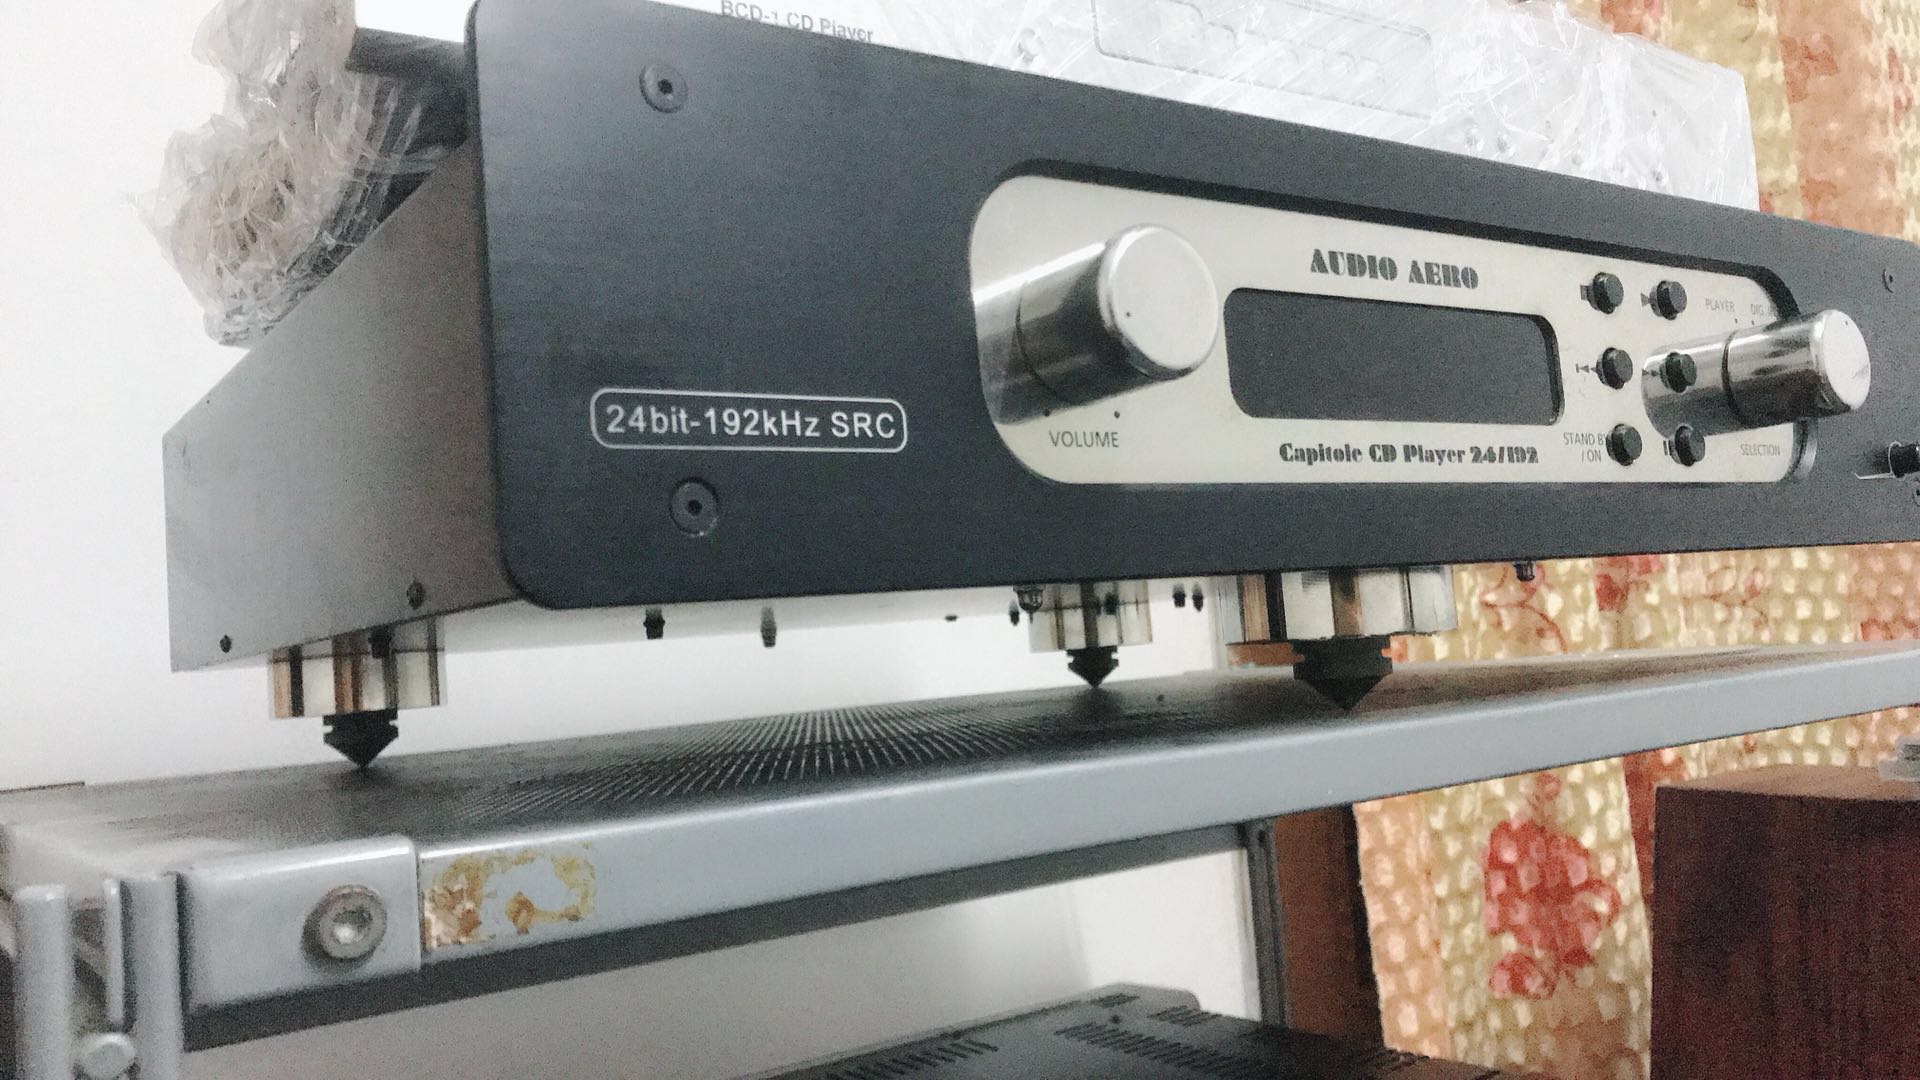 BCD-1 CD Player
AUDIO AERO
PLAYER
24bit-192kHz SRC
VOLUME
Capitole CD Player 24/192
STAND BY
/ ON
SELECTION